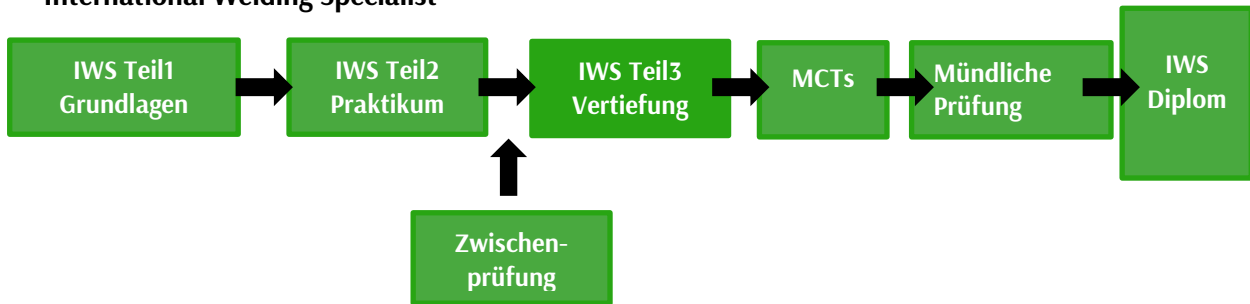 International Welding Specialist
IWS Teil1
Grundlagen
IWS Teil2
Praktikum
IWS Teil3
Vertiefung
MCTs
Mündliche
Prüfung
IWS
Diplom
Zwischen-
prüfung